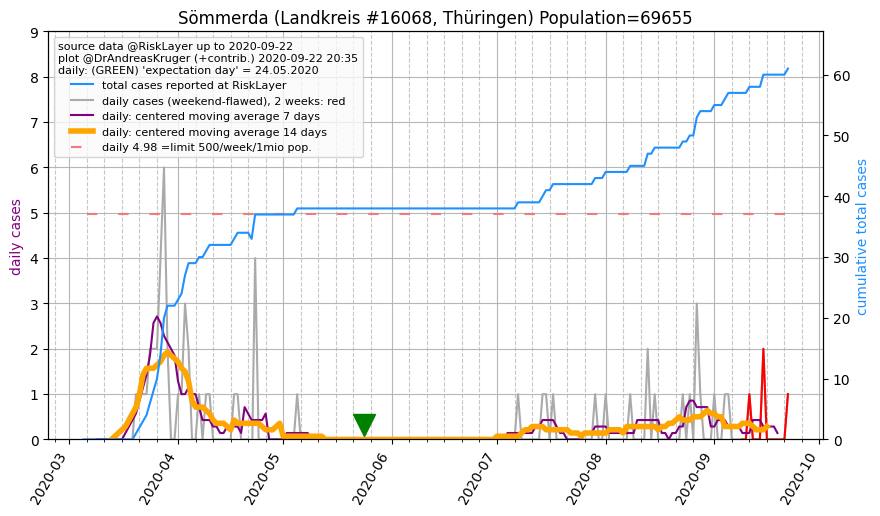 Sömmerda (Landkreis #16068, Thüringen) Population=69655
source data @RiskLayer up to 2020-09-22
plot @DrAndreasKruger (+contrib.) 2020-09-22 20:35
daily: (GREEN) 'expectation day' = 24.05.2020
total cases reported at RiskLayer
daily cases (weekend-flawed), 2 weeks: red
daily: centered moving average 7 days
daily: centered moving average 14 days
daily 4.98 =limit 500/week/1mio pop.
daily cases
9
8
7
6
5
4
3
2
1
0
60
50
40
30
20
10
0
cumulative total cases
2020-03
2020-04
2020-05
2020-06
2020-07
2020-08
2020-09
2020-10